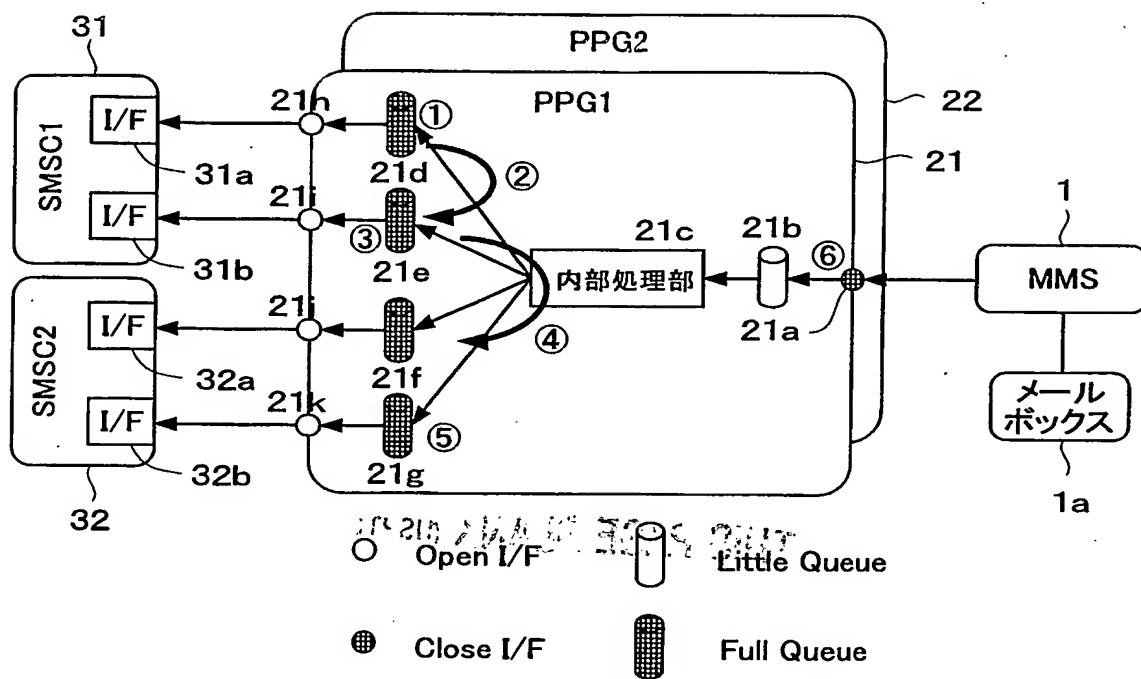 31
SMSC1
I/F
31a
I/F
31b
SMSC2
I/F
32a
I/F
32b
32
PPG2
PPG1
22
21
21h
①
21d
②
21i
③
21e
21j
④
21f
21k
⑤
21g
21c
内部処理部
21b
⑥
21a
1
MMS
メール
ボックス
1a
Open I/F
Little Queue
Close I/F
Full Queue